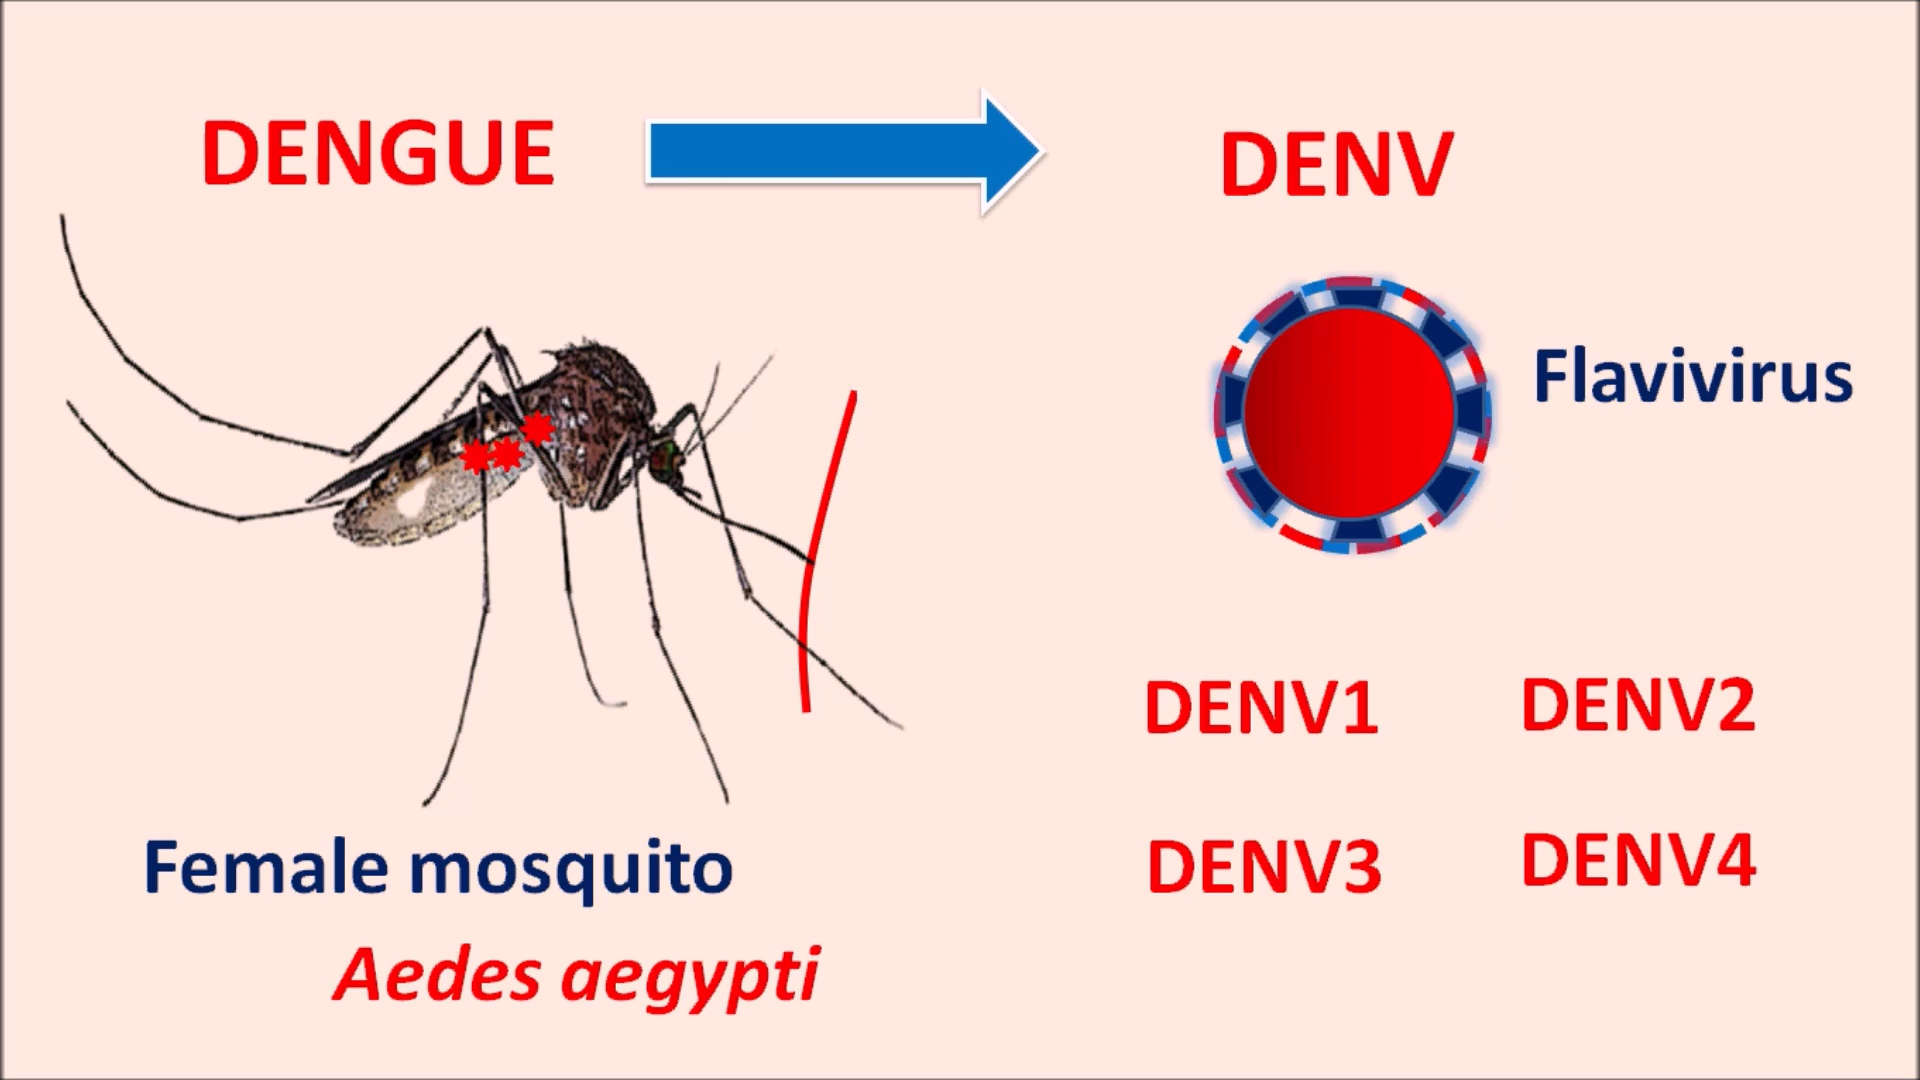 DENGUE
DENV
Flavivirus
DENV1
DENV2
DENV3
DENV4
Female mosquito
Aedes aegypti